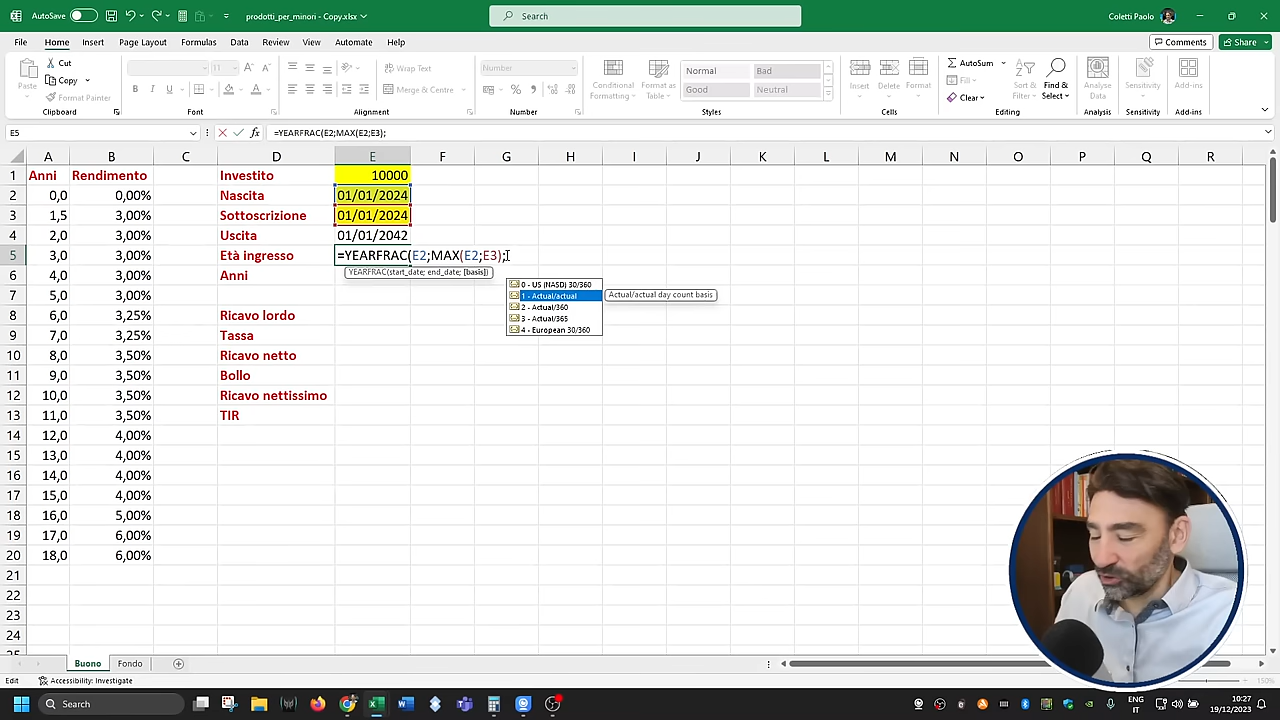 AutoSave
prodotti_per_minori - Copy.xlsx
Search
Coletti Paolo
File Home Insert Page Layout Formulas Data Review View Automate Help
Comments
Share
Paste
Cut
Copy
Format Painter
Clipboard
Font
Wrap Text
Merge & Centre
Alignment
Number
Number
Conditional Formatting
Format as Table
Normal Bad
Good Neutral
Styles
Insert Delete Format
Cells
AutoSum
Fill
Clear
Sort & Filter
Find & Select
Editing
Analyse Data
Analysis
Sensitivity
Sensitivity
Add-ins
Add-ins
E5 =YEARFRAC(E2;MAX(E2;E3);
A B C D E F G H I J K L M N O P Q R
1 Anni Rendimento Investito 10000
2 0,0 0,00% Nascita 01/01/2024
3 1,5 3,00% Sottoscrizione 01/01/2024
4 2,0 3,00% Uscita 01/01/2042
5 3,0 3,00% Età ingresso =YEARFRAC(E2;MAX(E2;E3);
YEARFRAC(start_date; end_date; [basis])
6 4,0 3,00% Anni
0 - US (NASD) 30/360
1 - Actual/actual Actual/actual day count basis
2 - Actual/360
3 - Actual/365
4 - European 30/360
7 5,0 3,00%
8 6,0 3,25% Ricavo lordo
9 7,0 3,25% Tassa
10 8,0 3,50% Ricavo netto
11 9,0 3,50% Bollo
12 10,0 3,50% Ricavo nettissimo
13 11,0 3,50% TIR
14 12,0 4,00%
15 13,0 4,00%
16 14,0 4,00%
17 15,0 4,00%
18 16,0 5,00%
19 17,0 6,00%
20 18,0 6,00%
21
22
23
24
Buono Fondo
Edit Accessibility: Investigate 150%
Search
ENG
IT
10:27
19/12/2023